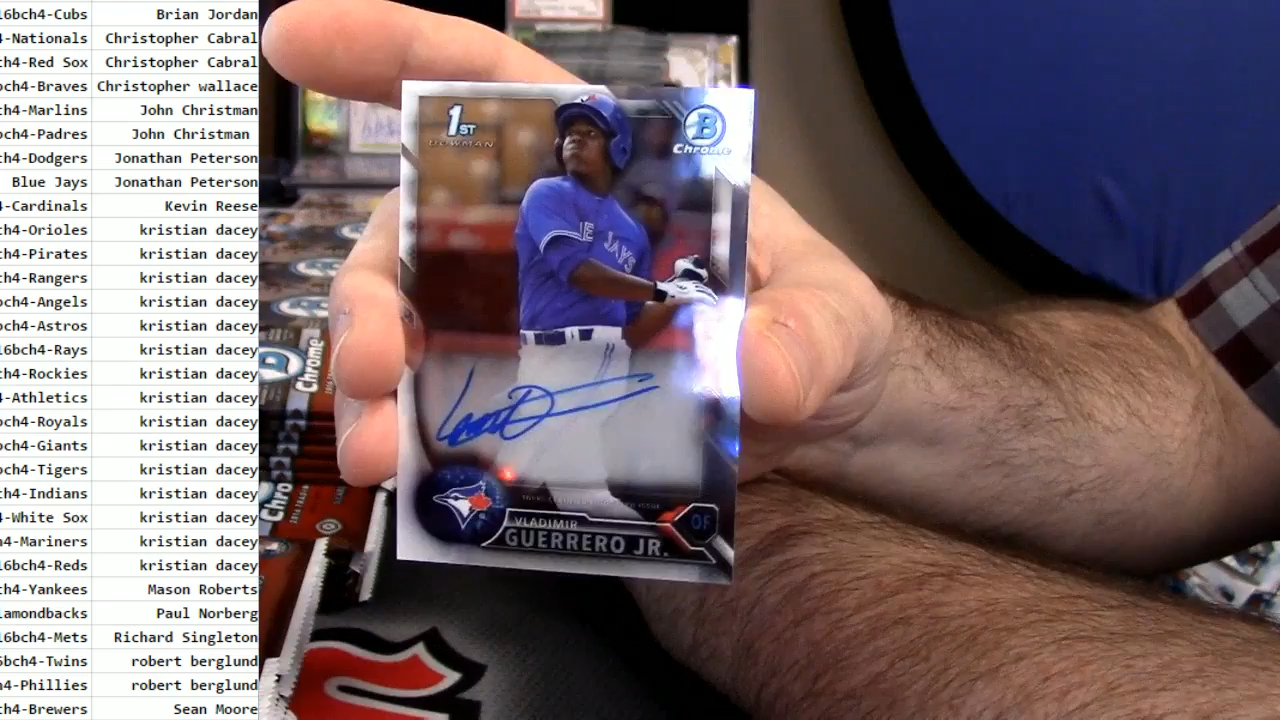 16bch4-Cubs Brian Jordan
4-Nationals Christopher Cabral
ch4-Red Sox Christopher Cabral
bch4-Braves Christopher wallace
ch4-Marlins John Christman
bch4-Padres John Christman
ch4-Dodgers Jonathan Peterson
Blue Jays Jonathan Peterson
4-Cardinals Kevin Reese
4-Orioles kristian dacey
ch4-Pirates kristian dacey
ch4-Rangers kristian dacey
bch4-Angels kristian dacey
bch4-Astros kristian dacey
16bch4-Rays kristian dacey
ch4-Rockies kristian dacey
4-Athletics kristian dacey
bch4-Royals kristian dacey
bch4-Giants kristian dacey
ch4-Tigers kristian dacey
ch4-Indians kristian dacey
4-White Sox kristian dacey
h4-Mariners kristian dacey
16bch4-Reds kristian dacey
ch4-Yankees Mason Roberts
iamondbacks Paul Norberg
16bch4-Mets Richard Singleton
6bch4-Twins robert berglund
h4-Phillies robert berglund
ch4-Brewers Sean Moore
1ST
BOWMAN
B
Chrome
E JAYS
VLADIMIR
GUERRERO JR.
OF
Chrome
Chro